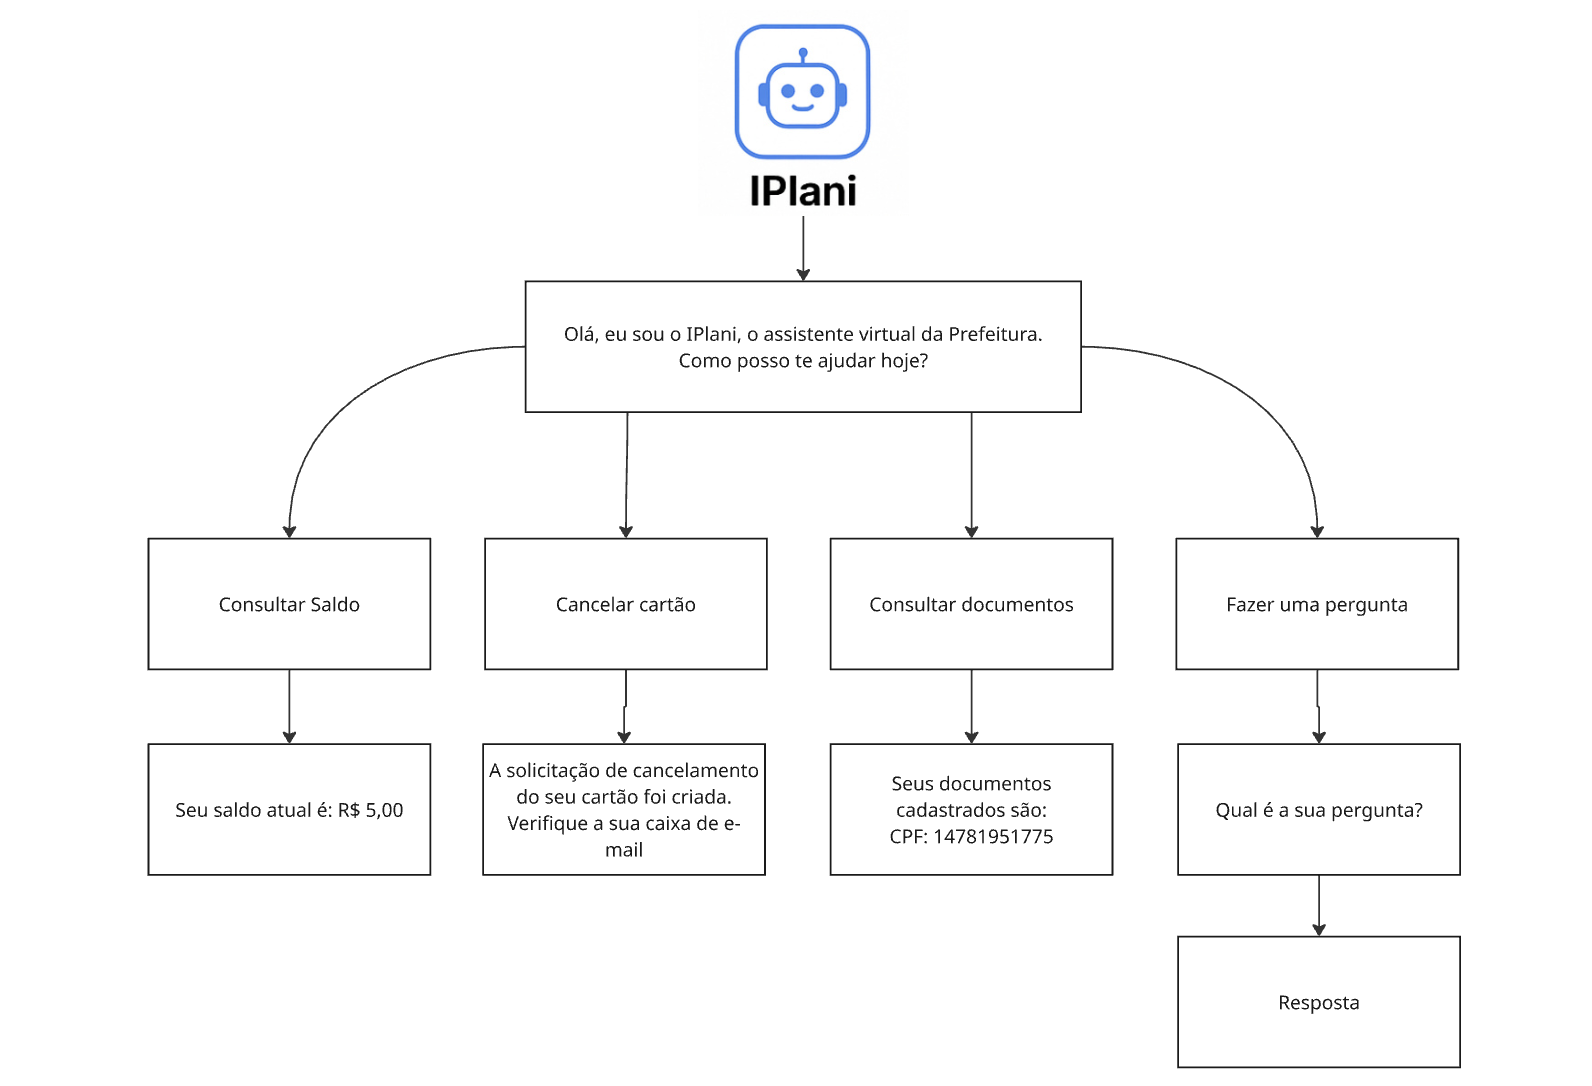 IPlani
Olá, eu sou o IPlani, o assistente virtual da Prefeitura.
Como posso te ajudar hoje?
Consultar Saldo
Cancelar cartão
Consultar documentos
Fazer uma pergunta
Seu saldo atual é: R$ 5,00
A solicitação de cancelamento
do seu cartão foi criada.
Verifique a sua caixa de e-
mail
Seus documentos
cadastrados são:
CPF: 14781951775
Qual é a sua pergunta?
Resposta